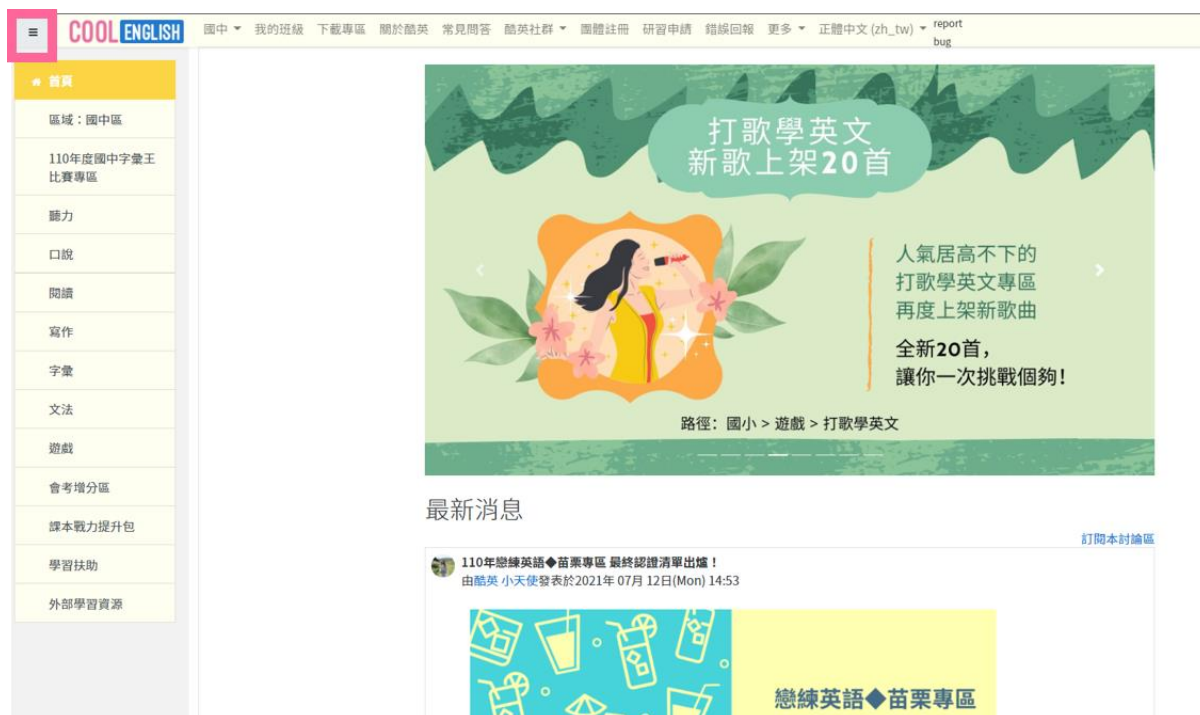 ≡ COOL ENGLISH 國中 我的班級 下載專區 關於酷英 常見問答 酷英社群 團體註冊 研習申請 錯誤回報 更多 正體中文 (zh_tw) report bug
首頁
區域：國中區
110年度國中字彙王
比賽專區
聽力
口說
閱讀
寫作
字彙
文法
遊戲
會考增分區
課本戰力提升包
學習扶助
外部學習資源
打歌學英文
新歌上架20首
人氣居高不下的
打歌學英文專區
再度上架新歌曲
全新20首，
讓你一次挑戰個夠！
路徑：國小 > 遊戲 > 打歌學英文
最新消息
訂閱本討論區
110年戀練英語◆苗栗專區 最終認證清單出爐！
由酷英 小天使發表於2021年 07月 12日(Mon) 14:53
戀練英語◆苗栗專區